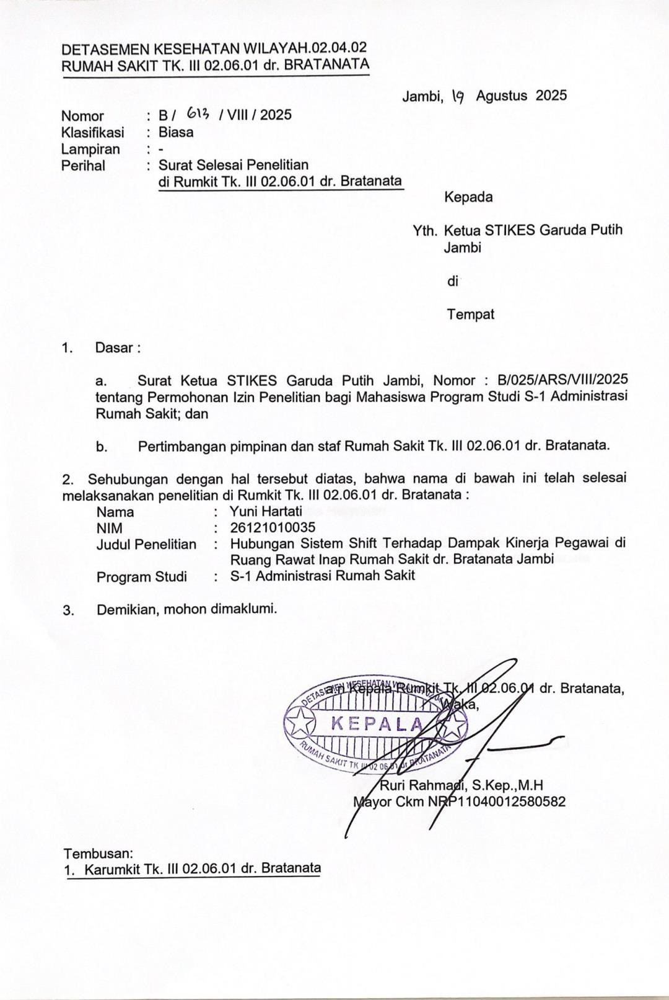 DETASEMEN KESEHATAN WILAYAH.02.04.02
RUMAH SAKIT TK. III 02.06.01 dr. BRATANATA
Jambi, 19 Agustus 2025
Nomor : B / 613 / VIII / 2025
Klasifikasi : Biasa
Lampiran : -
Perihal : Surat Selesai Penelitian
di Rumkit Tk. III 02.06.01 dr. Bratanata
Kepada
Yth. Ketua STIKES Garuda Putih
Jambi
di
Tempat
1. Dasar :
a. Surat Ketua STIKES Garuda Putih Jambi, Nomor : B/025/ARS/VIII/2025
tentang Permohonan Izin Penelitian bagi Mahasiswa Program Studi S-1 Administrasi
Rumah Sakit; dan
b. Pertimbangan pimpinan dan staf Rumah Sakit Tk. III 02.06.01 dr. Bratanata.
2. Sehubungan dengan hal tersebut diatas, bahwa nama di bawah ini telah selesai
melaksanakan penelitian di Rumkit Tk. III 02.06.01 dr. Bratanata :
Nama : Yuni Hartati
NIM : 26121010035
Judul Penelitian : Hubungan Sistem Shift Terhadap Dampak Kinerja Pegawai di
Ruang Rawat Inap Rumah Sakit dr. Bratanata Jambi
Program Studi : S-1 Administrasi Rumah Sakit
3. Demikian, mohon dimaklumi.
a.n Kepala Rumkit Tk. III 02.06.01 dr. Bratanata,
Waka,
DETASEMEN KESEHATAN
KEPALA
RUMAH SAKIT TK III 02 06 01 dr BRATANATA
Ruri Rahmadi, S.Kep.,M.H
Mayor Ckm NRP11040012580582
Tembusan:
1. Karumkit Tk. III 02.06.01 dr. Bratanata